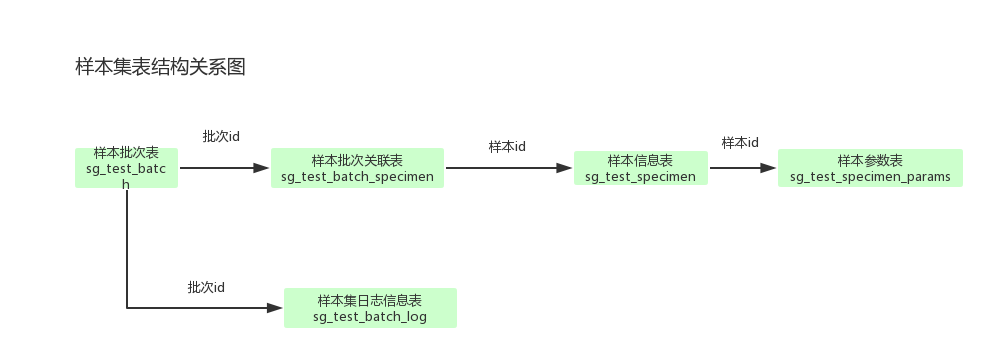 样本集表结构关系图
批次id
样本批次表
sg_test_batc
h
样本批次关联表
sg_test_batch_specimen
样本id
样本信息表
sg_test_specimen
样本id
样本参数表
sg_test_specimen_params
批次id
样本集日志信息表
sg_test_batch_log